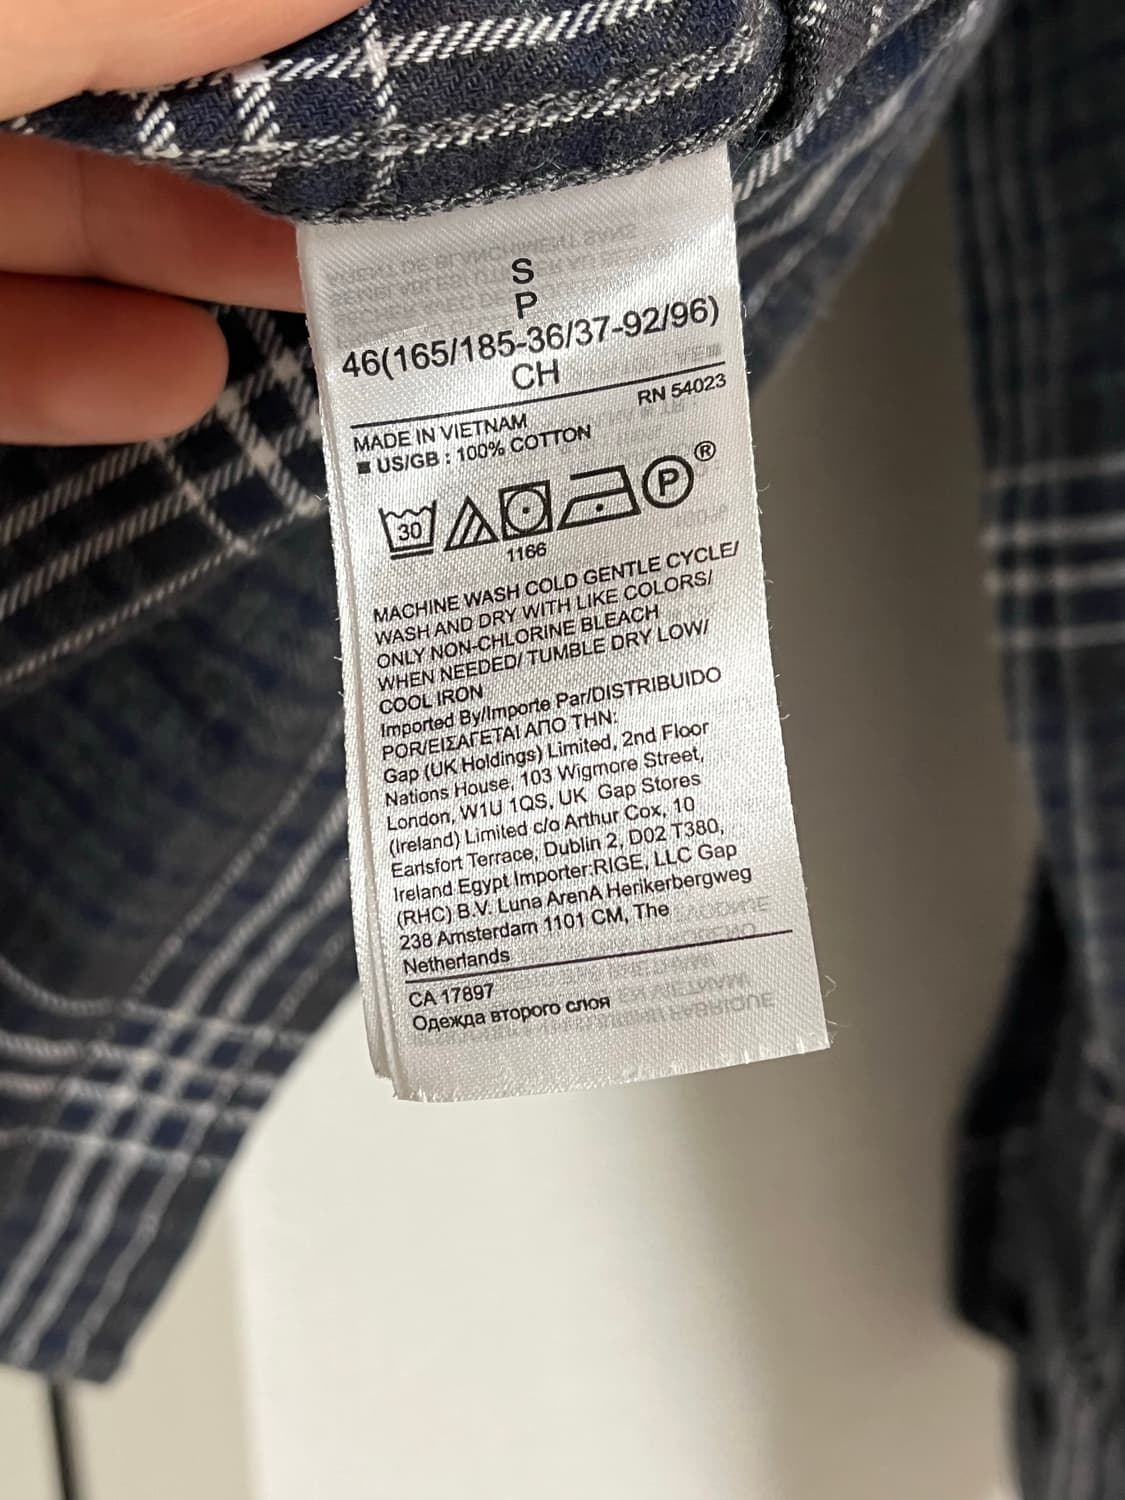 S
P
46(165/185-36/37-92/96)
CH
RN 54023
MADE IN VIETNAM
■ US/GB : 100% COTTON
30
P
®
1166
MACHINE WASH COLD GENTLE CYCLE/
WASH AND DRY WITH LIKE COLORS/
ONLY NON-CHLORINE BLEACH
WHEN NEEDED/ TUMBLE DRY LOW/
COOL IRON
Imported By/Importe Par/DISTRIBUIDO
POR/ΕΙΣΑΓΕΤΑΙ ΑΠΟ ΤΗΝ:
Gap (UK Holdings) Limited, 2nd Floor
Nations House, 103 Wigmore Street,
London, W1U 1QS, UK Gap Stores
(Ireland) Limited c/o Arthur Cox, 10
Earlsfort Terrace, Dublin 2, D02 T380,
Ireland Egypt Importer:RIGE, LLC Gap
(RHC) B.V. Luna ArenA Herikerbergweg
238 Amsterdam 1101 CM, The
Netherlands
CA 17897
Одежда второго слоя